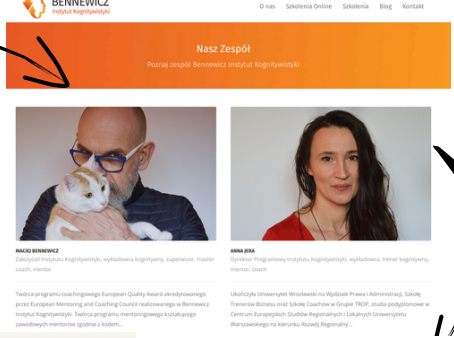 BENNEWICZ
Instytut Kognitywistyki
O nas Szkolenia Online Szkolenia Blog Kontakt
Nasz Zespół
Poznaj zespół Bennewicz Instytut Kognitywistyki
MACIEJ BENNEWICZ
Założyciel Instytutu Kognitywistyki, wykładowca kognitywny, superwizor, master
coach, mentor
Twórca programu coachingowego European Quality Award akredytowanego
przez European Mentoring and Coaching Council realizowanego w Bennewicz
Instytut Kognitywistyki. Twórca programu mentoringowego kształcącego
zawodowych mentorów zgodnie z kodem...
ANNA JERA
Dyrektor Programowy Instytutu Kognitywistyki, wykładowca, trener kognitywny,
mentor, coach
Ukończyła Uniwersytet Wrocławski na Wydziale Prawa i Administracji, Szkołę
Trenerów Biznesu oraz Szkołę Coachów w Grupie TROP, studia podyplomowe w
Centrum Europejskich Studiów Regionalnych i Lokalnych Uniwersytetu
Warszawskiego na kierunku Rozwój Regionalny...